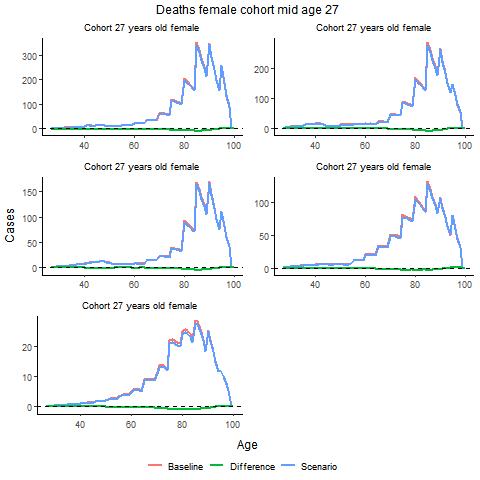 Deaths female cohort mid age 27
Cohort 27 years old female
Cohort 27 years old female
300
200
100
0
40 60 80 100
200
100
0
40 60 80 100
Cohort 27 years old female
Cohort 27 years old female
150
100
50
0
40 60 80 100
100
50
0
40 60 80 100
Cohort 27 years old female
20
10
0
40 60 80 100
Cases
Age
Baseline Difference Scenario